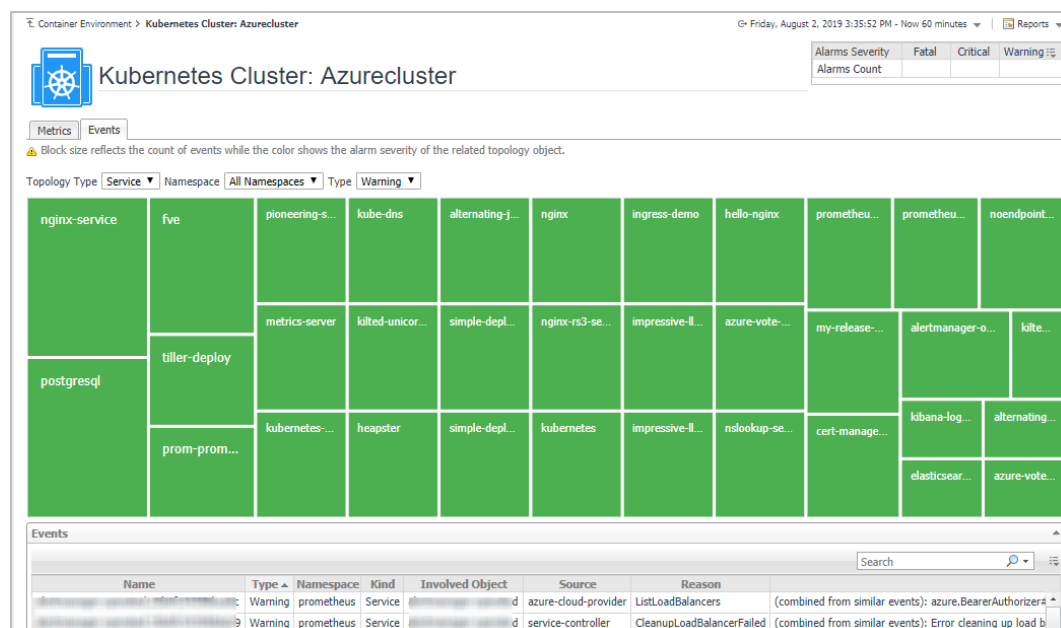 Container Environment > Kubernetes Cluster: Azurecluster
Friday, August 2, 2019 3:35:52 PM - Now 60 minutes | Reports
Kubernetes Cluster: Azurecluster
Alarms Severity Fatal Critical Warning
Alarms Count
Metrics Events
Block size reflects the count of events while the color shows the alarm severity of the related topology object.
Topology Type Service Namespace All Namespaces Type Warning
nginx-service fve pioneering-s... kube-dns alternating-j... nginx ingress-demo hello-nginx prometheu... prometheu... noendpoint...
metrics-server kilted-unicor... simple-depl... nginx-rs3-se... impressive-ll... azure-vote-... my-release-... alertmanager-o... kilte...
tiller-deploy
postgresql
kubernetes-... heapster simple-depl... kubernetes impressive-ll... nslookup-se... cert-manage... kibana-log... alternating...
prom-prom...
elasticsear... azure-vote...
Events
Search
Name Type Namespace Kind Involved Object Source Reason
Warning prometheus Service azure-cloud-provider ListLoadBalancers (combined from similar events): azure.BearerAuthorizer#
Warning prometheus Service service-controller CleanupLoadBalancerFailed (combined from similar events): Error cleaning up load b